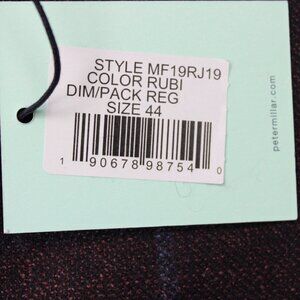 STYLE MF19RJ19
COLOR RUBI
DIM/PACK REG
SIZE 44
1 90678 98754 0
petermillar.com